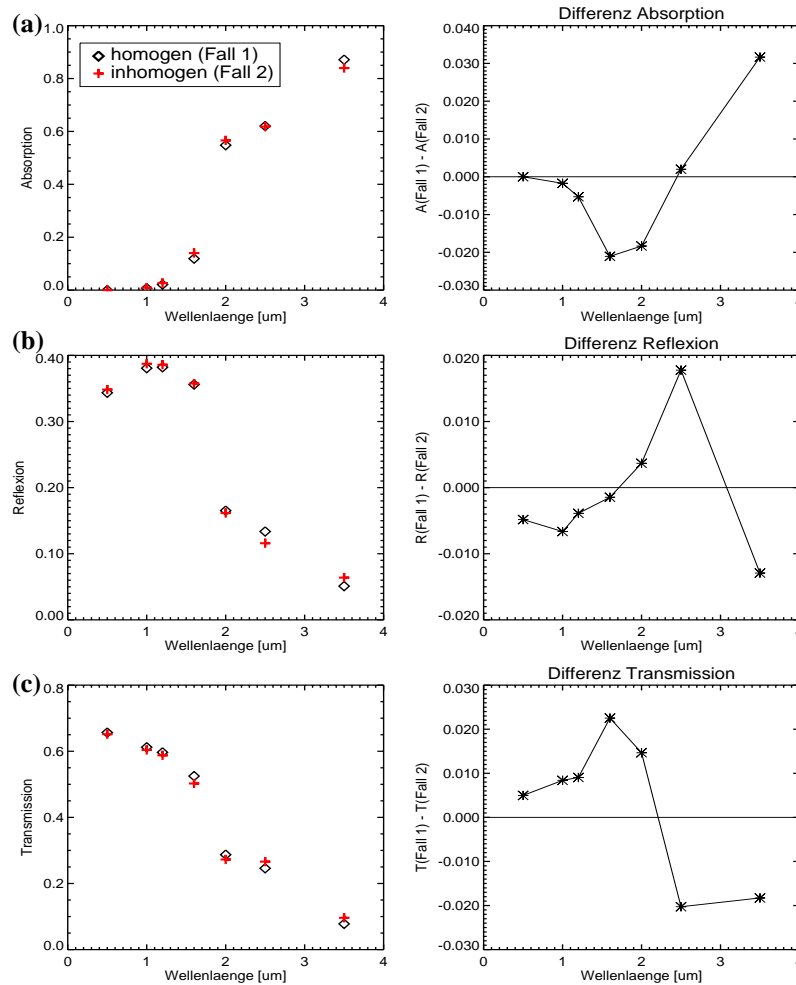 (a)
1.0
0.8
0.6
0.4
0.2
0.0
Absorption
homogen (Fall 1)
inhomogen (Fall 2)
0 1 2 3 4
Wellenlaenge [um]
Differenz Absorption
0.040
0.030
0.020
0.010
0.000
-0.010
-0.020
-0.030
A(Fall 1) - A(Fall 2)
0 1 2 3 4
Wellenlaenge [um]
(b)
0.40
0.30
0.20
0.10
0.00
Reflexion
0 1 2 3 4
Wellenlaenge [um]
Differenz Reflexion
0.020
0.010
0.000
-0.010
-0.020
R(Fall 1) - R(Fall 2)
0 1 2 3 4
Wellenlaenge [um]
(c)
0.8
0.6
0.4
0.2
0.0
Transmission
0 1 2 3 4
Wellenlaenge [um]
Differenz Transmission
0.030
0.020
0.010
0.000
-0.010
-0.020
-0.030
T(Fall 1) - T(Fall 2)
0 1 2 3 4
Wellenlaenge [um]